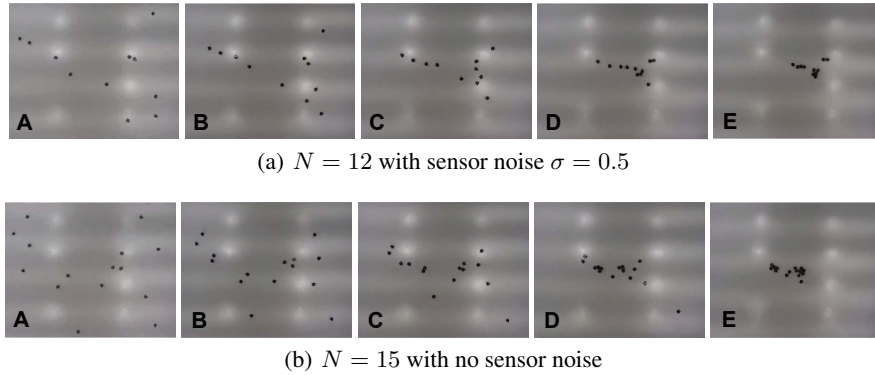 A B C D E
(a) N = 12 with sensor noise σ = 0.5
A B C D E
(b) N = 15 with no sensor noise